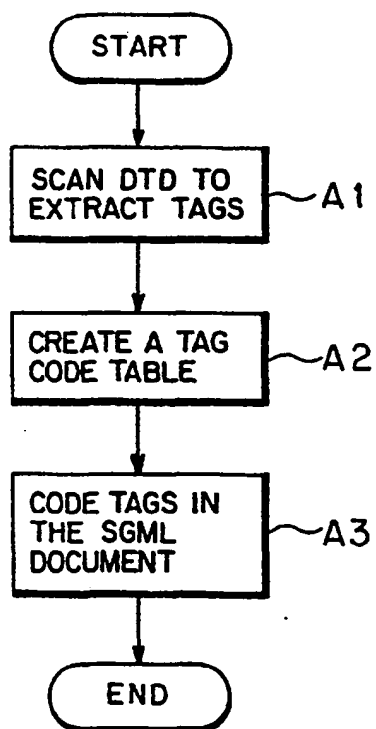 START
SCAN DTD TO
EXTRACT TAGS
A1
CREATE A TAG
CODE TABLE
A2
CODE TAGS IN
THE SGML
DOCUMENT
A3
END